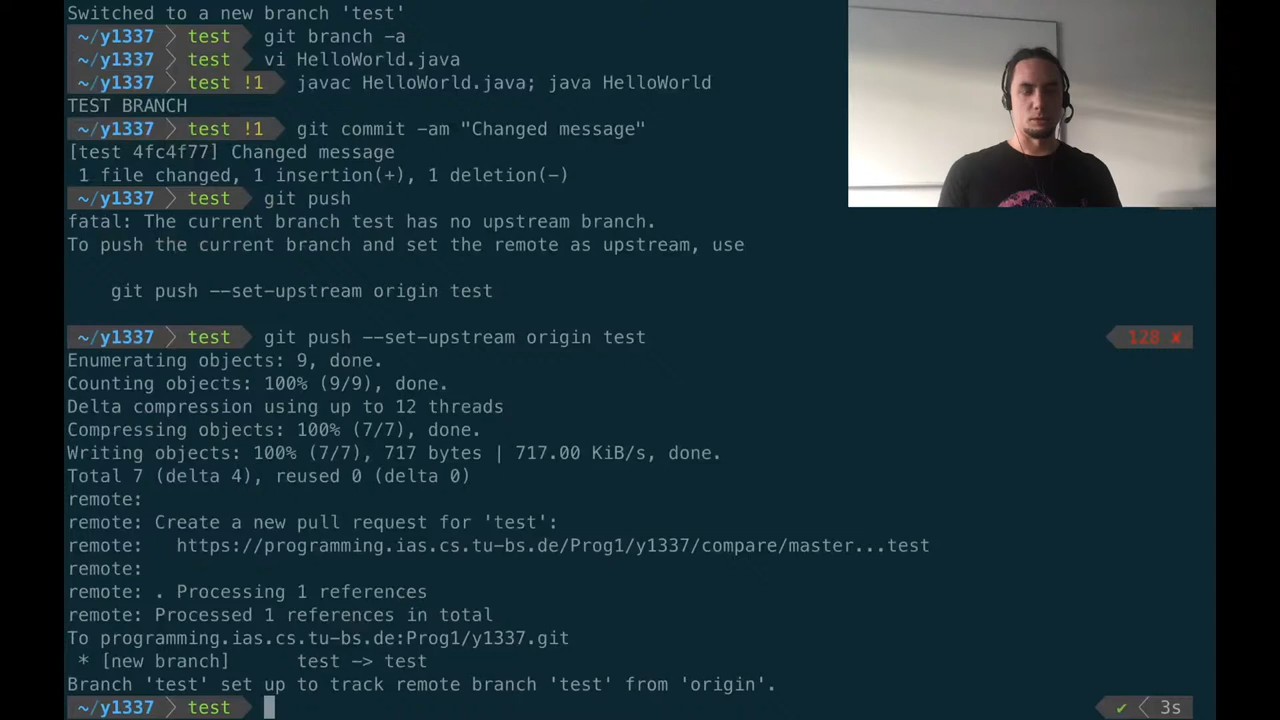 Switched to a new branch 'test'
~/y1337 test git branch -a
~/y1337 test vi HelloWorld.java
~/y1337 test !1 javac HelloWorld.java; java HelloWorld
TEST BRANCH
~/y1337 test !1 git commit -am "Changed message"
[test 4fc4f77] Changed message
1 file changed, 1 insertion(+), 1 deletion(-)
~/y1337 test git push
fatal: The current branch test has no upstream branch.
To push the current branch and set the remote as upstream, use
git push --set-upstream origin test
~/y1337 test git push --set-upstream origin test 128 ✘
Enumerating objects: 9, done.
Counting objects: 100% (9/9), done.
Delta compression using up to 12 threads
Compressing objects: 100% (7/7), done.
Writing objects: 100% (7/7), 717 bytes | 717.00 KiB/s, done.
Total 7 (delta 4), reused 0 (delta 0)
remote:
remote: Create a new pull request for 'test':
remote:   https://programming.ias.cs.tu-bs.de/Prog1/y1337/compare/master...test
remote:
remote: . Processing 1 references
remote: Processed 1 references in total
To programming.ias.cs.tu-bs.de:Prog1/y1337.git
* [new branch]      test -> test
Branch 'test' set up to track remote branch 'test' from 'origin'.
~/y1337 test ✔ 3s